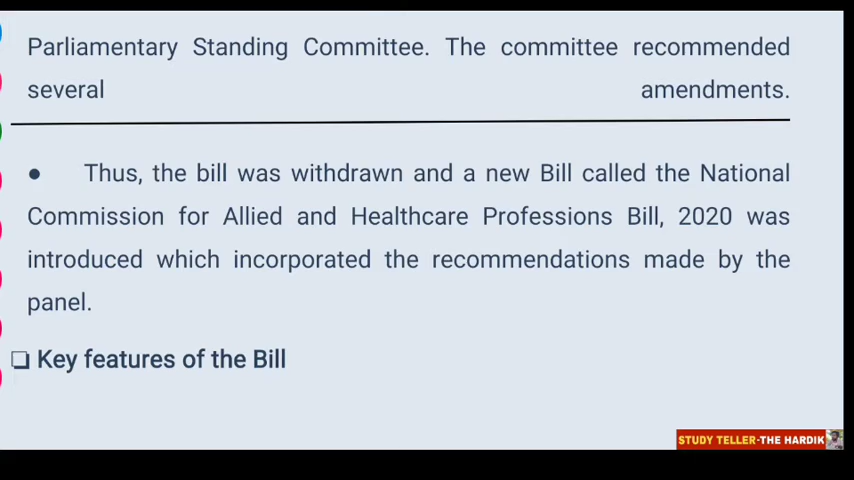 Parliamentary Standing Committee. The committee recommended
several amendments.
● Thus, the bill was withdrawn and a new Bill called the National
Commission for Allied and Healthcare Professions Bill, 2020 was
introduced which incorporated the recommendations made by the
panel.
❏ Key features of the Bill
STUDY TELLER-THE HARDIK